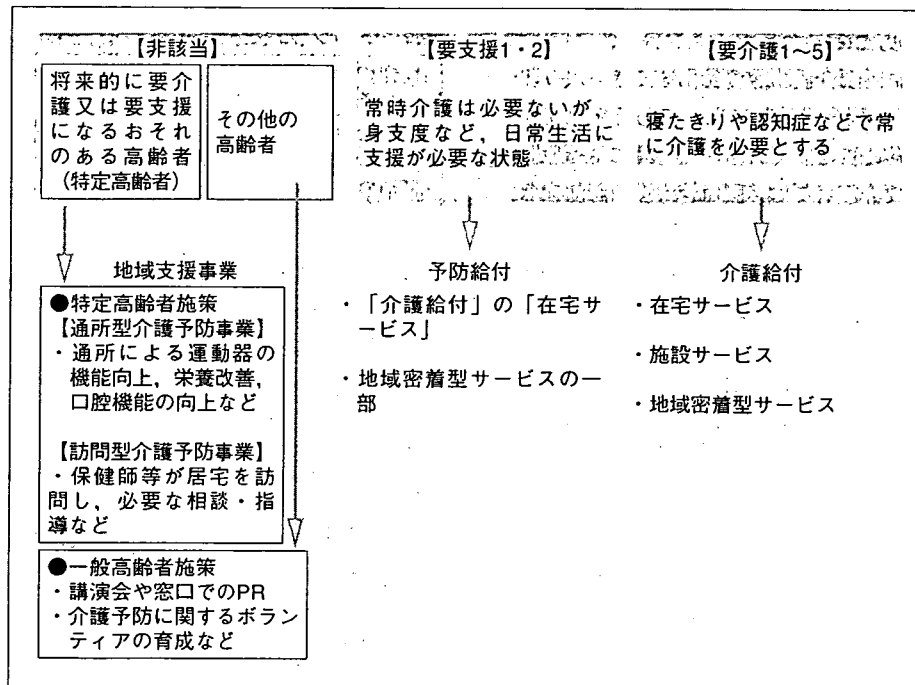 【非該当】
将来的に要介
護又は要支援
になるおそれ
のある高齢者
(特定高齢者)
その他の
高齢者
【要支援1・2】
常時介護は必要ないが,
身支度など,日常生活に
支援が必要な状態
【要介護1～5】
寝たきりや認知症などで常
に介護を必要とする
地域支援事業
●特定高齢者施策
【通所型介護予防事業】
・通所による運動器の
機能向上,栄養改善,
口腔機能の向上など
【訪問型介護予防事業】
・保健師等が居宅を訪
問し,必要な相談・指
導など
●一般高齢者施策
・講演会や窓口でのPR
・介護予防に関するボラン
ティアの育成など
予防給付
・「介護給付」の「在宅サ
ービス」
・地域密着型サービスの一
部
介護給付
・在宅サービス
・施設サービス
・地域密着型サービス